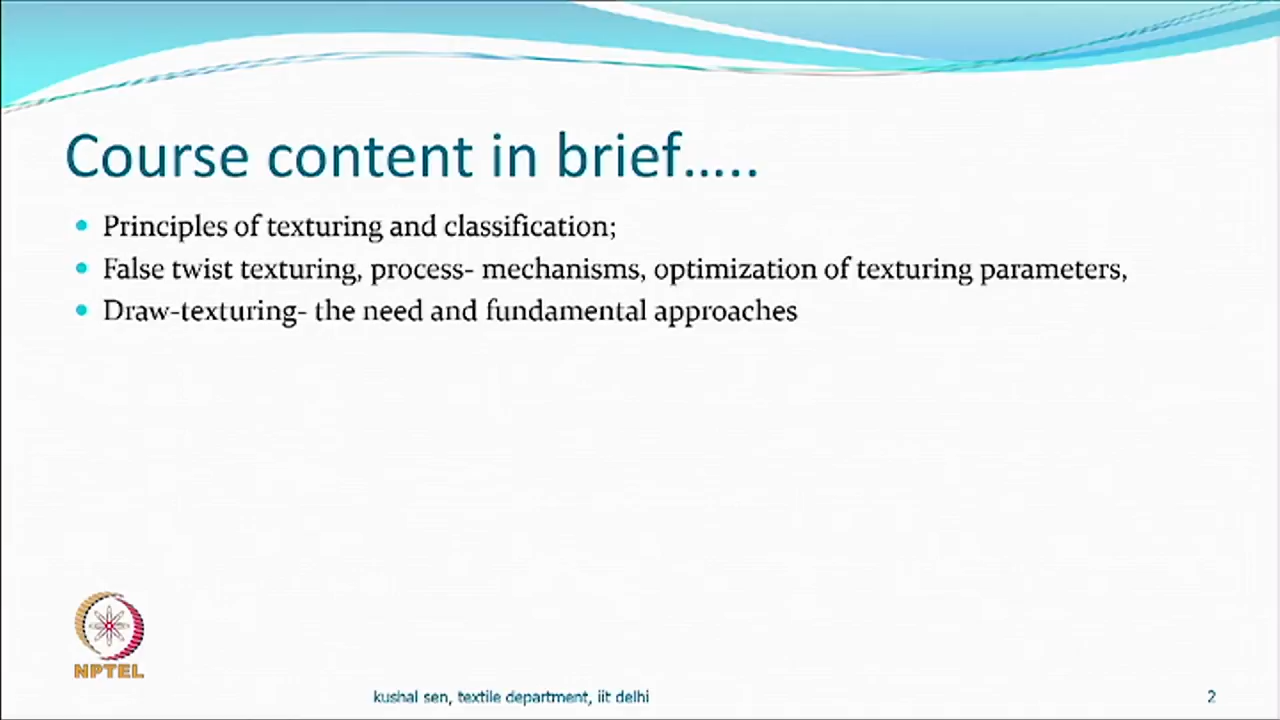 Course content in brief.....
Principles of texturing and classification;
False twist texturing, process- mechanisms, optimization of texturing parameters,
Draw-texturing- the need and fundamental approaches
NPTEL
kushal sen, textile department, iit delhi
2